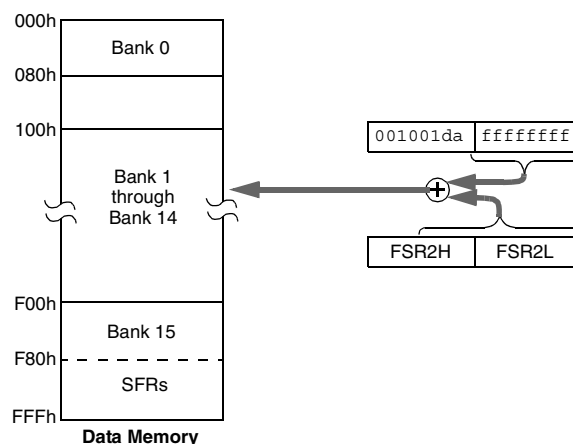 000h
Bank 0
080h
100h
001001da ffffffff
Bank 1
through
Bank 14
FSR2H FSR2L
F00h
Bank 15
F80h
SFRs
FFFh
Data Memory